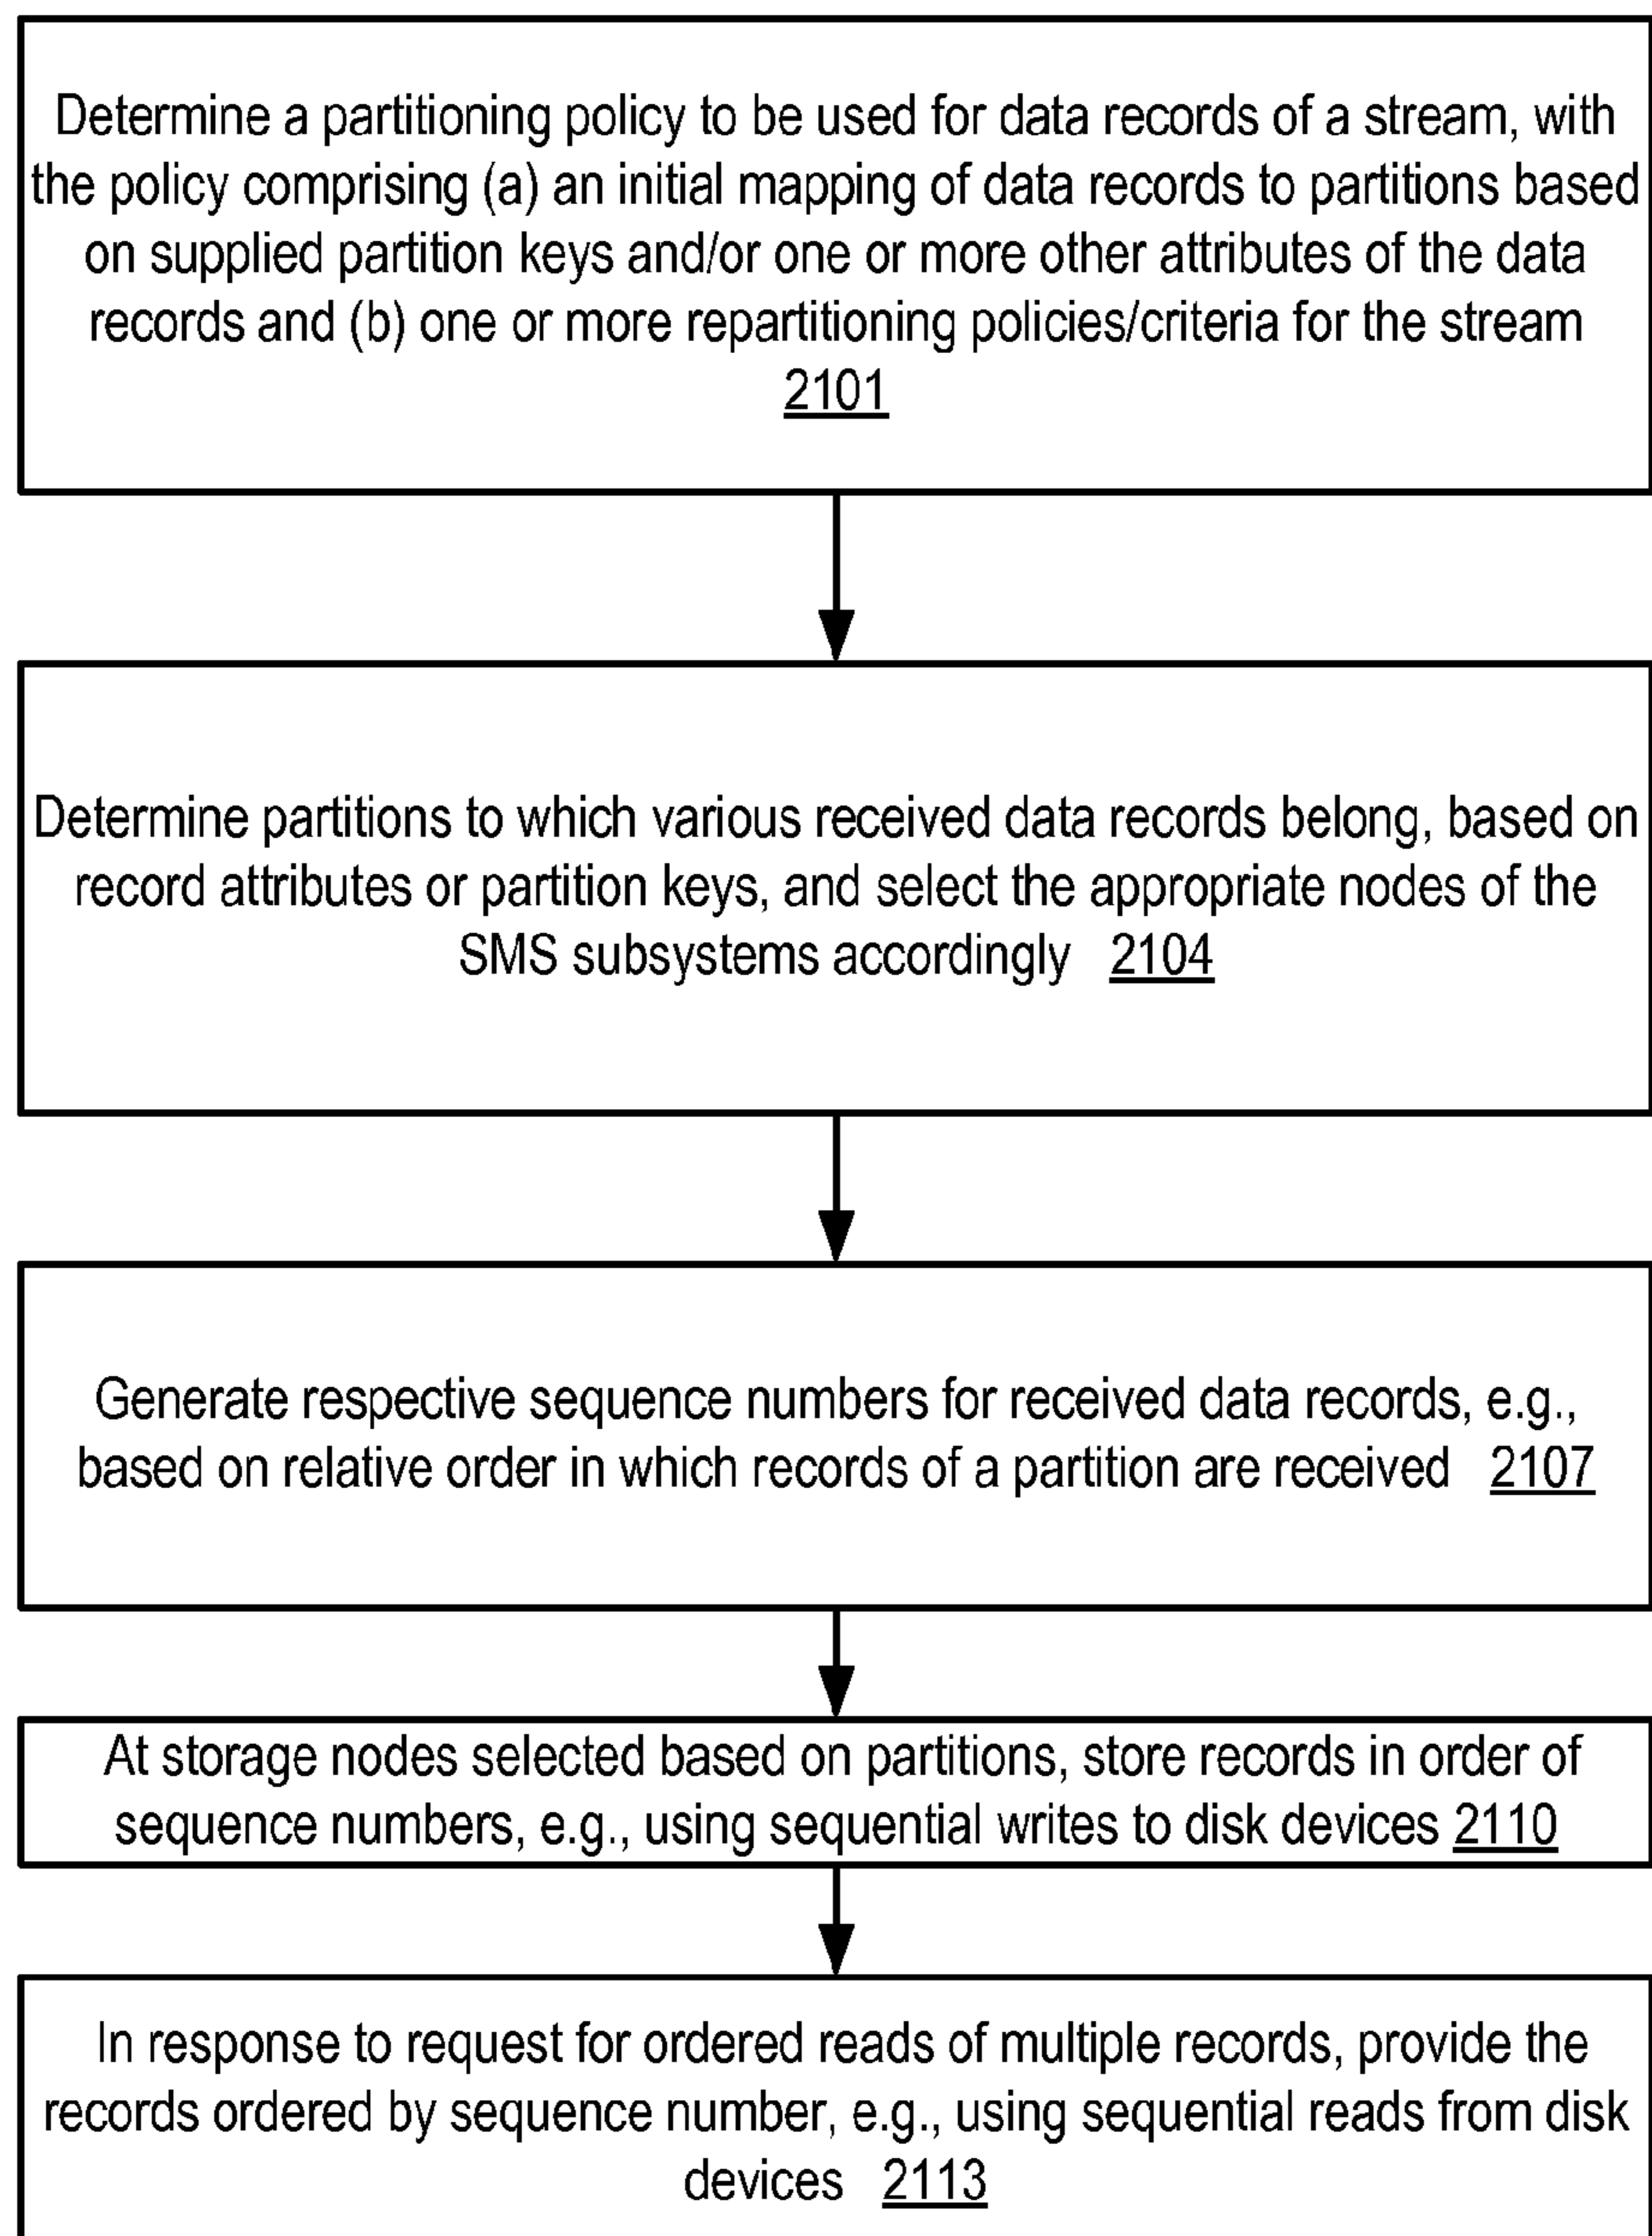 Determine a partitioning policy to be used for data records of a stream, with
the policy comprising (a) an initial mapping of data records to partitions based
on supplied partition keys and/or one or more other attributes of the data
records and (b) one or more repartitioning policies/criteria for the stream
2101
Determine partitions to which various received data records belong, based on
record attributes or partition keys, and select the appropriate nodes of the
SMS subsystems accordingly 2104
Generate respective sequence numbers for received data records, e.g.,
based on relative order in which records of a partition are received 2107
At storage nodes selected based on partitions, store records in order of
sequence numbers, e.g., using sequential writes to disk devices 2110
In response to request for ordered reads of multiple records, provide the
records ordered by sequence number, e.g., using sequential reads from disk
devices 2113